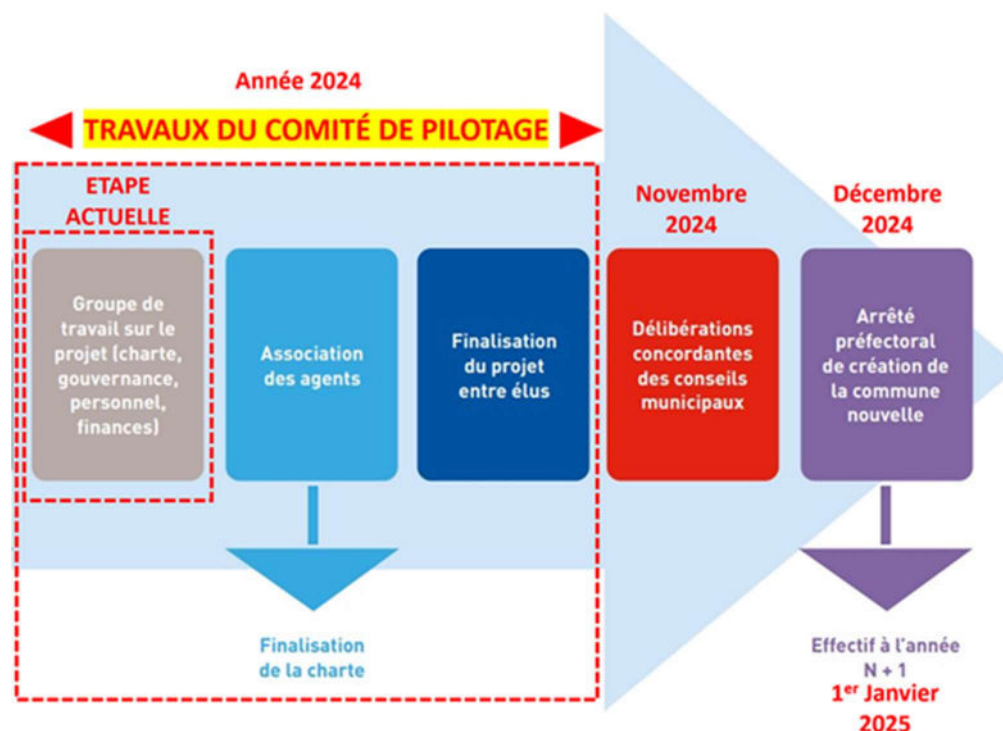 Année 2024
TRAVAUX DU COMITÉ DE PILOTAGE
ETAPE
ACTUELLE
Groupe de
travail sur le
projet (charte,
gouvernance,
personnel,
finances)
Association
des agents
Finalisation
du projet
entre élus
Novembre
2024
Délibérations
concordantes
des conseils
municipaux
Décembre
2024
Arrêté
préfectoral
de création de
la commune
nouvelle
Finalisation
de la charte
Effectif à l'année
N + 1
1er Janvier
2025